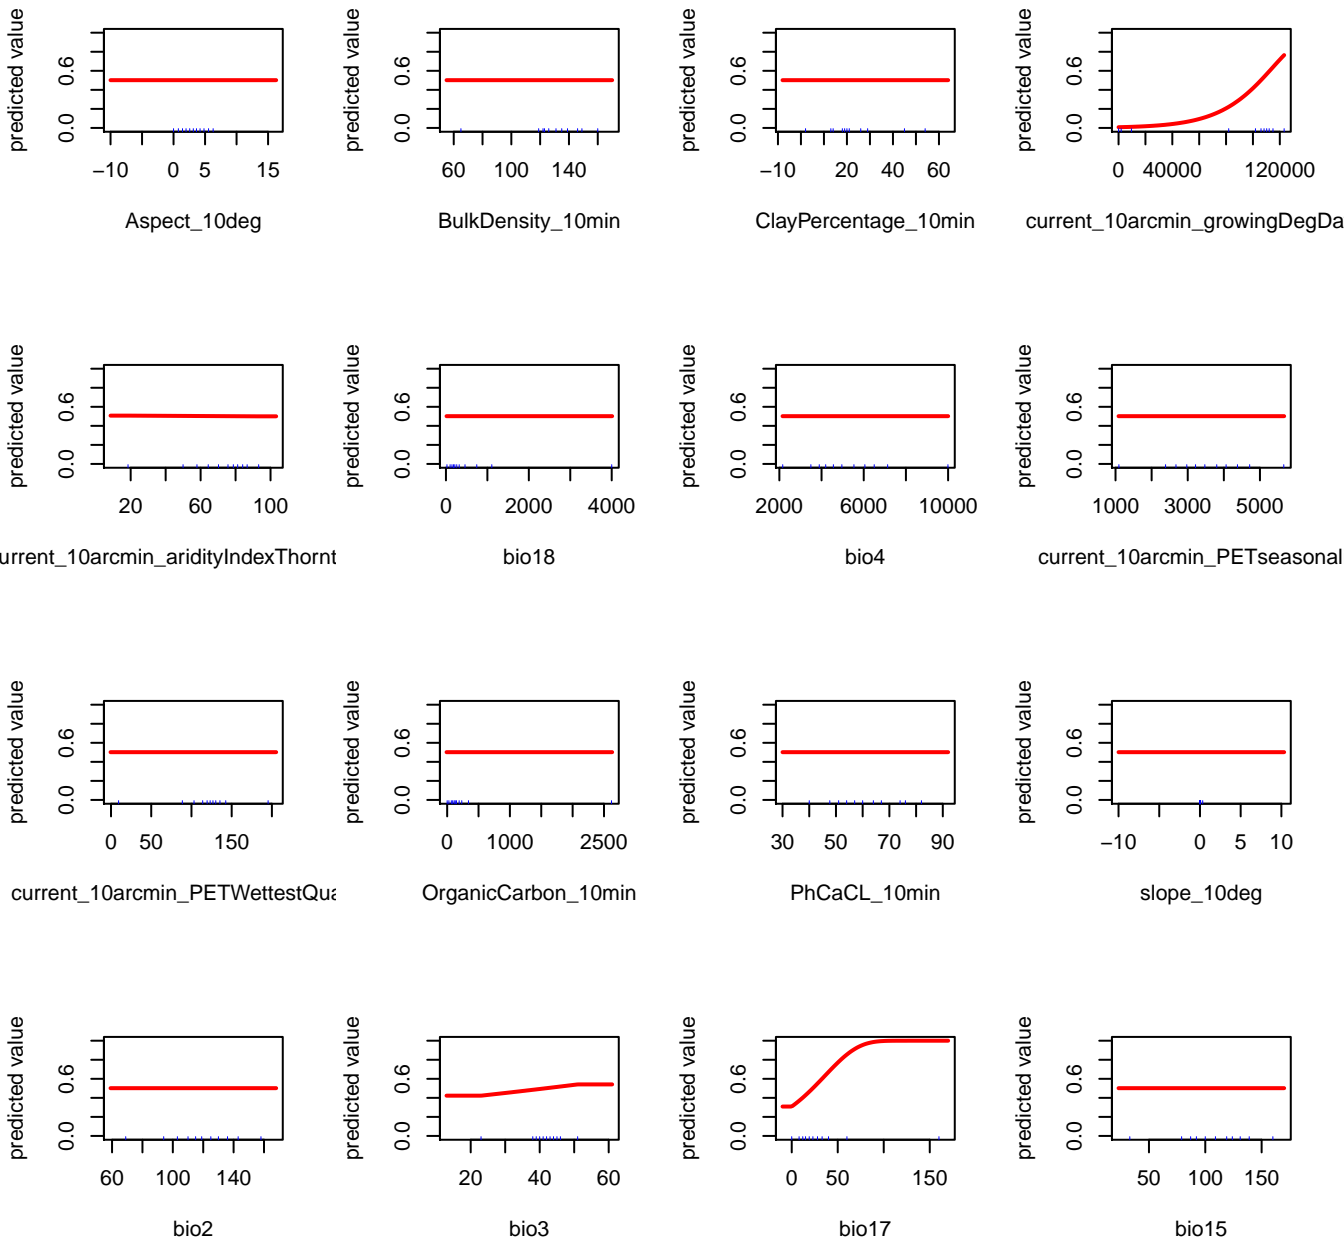 predicted value
0.0 0.6
−10 0 5 15
Aspect_10deg
predicted value
0.0 0.6
60 100 140
BulkDensity_10min
predicted value
0.0 0.6
−10 20 40 60
ClayPercentage_10min
predicted value
0.0 0.6
0 40000 120000
current_10arcmin_growingDegDa
predicted value
0.0 0.6
20 60 100
urrent_10arcmin_aridityIndexThornt
predicted value
0.0 0.6
0 2000 4000
bio18
predicted value
0.0 0.6
2000 6000 10000
bio4
predicted value
0.0 0.6
1000 3000 5000
current_10arcmin_PETseasonal
predicted value
0.0 0.6
0 50 150
current_10arcmin_PETWettestQua
predicted value
0.0 0.6
0 1000 2500
OrganicCarbon_10min
predicted value
0.0 0.6
30 50 70 90
PhCaCL_10min
predicted value
0.0 0.6
−10 0 5 10
slope_10deg
predicted value
0.0 0.6
60 100 140
bio2
predicted value
0.0 0.6
20 40 60
bio3
predicted value
0.0 0.6
0 50 150
bio17
predicted value
0.0 0.6
50 100 150
bio15